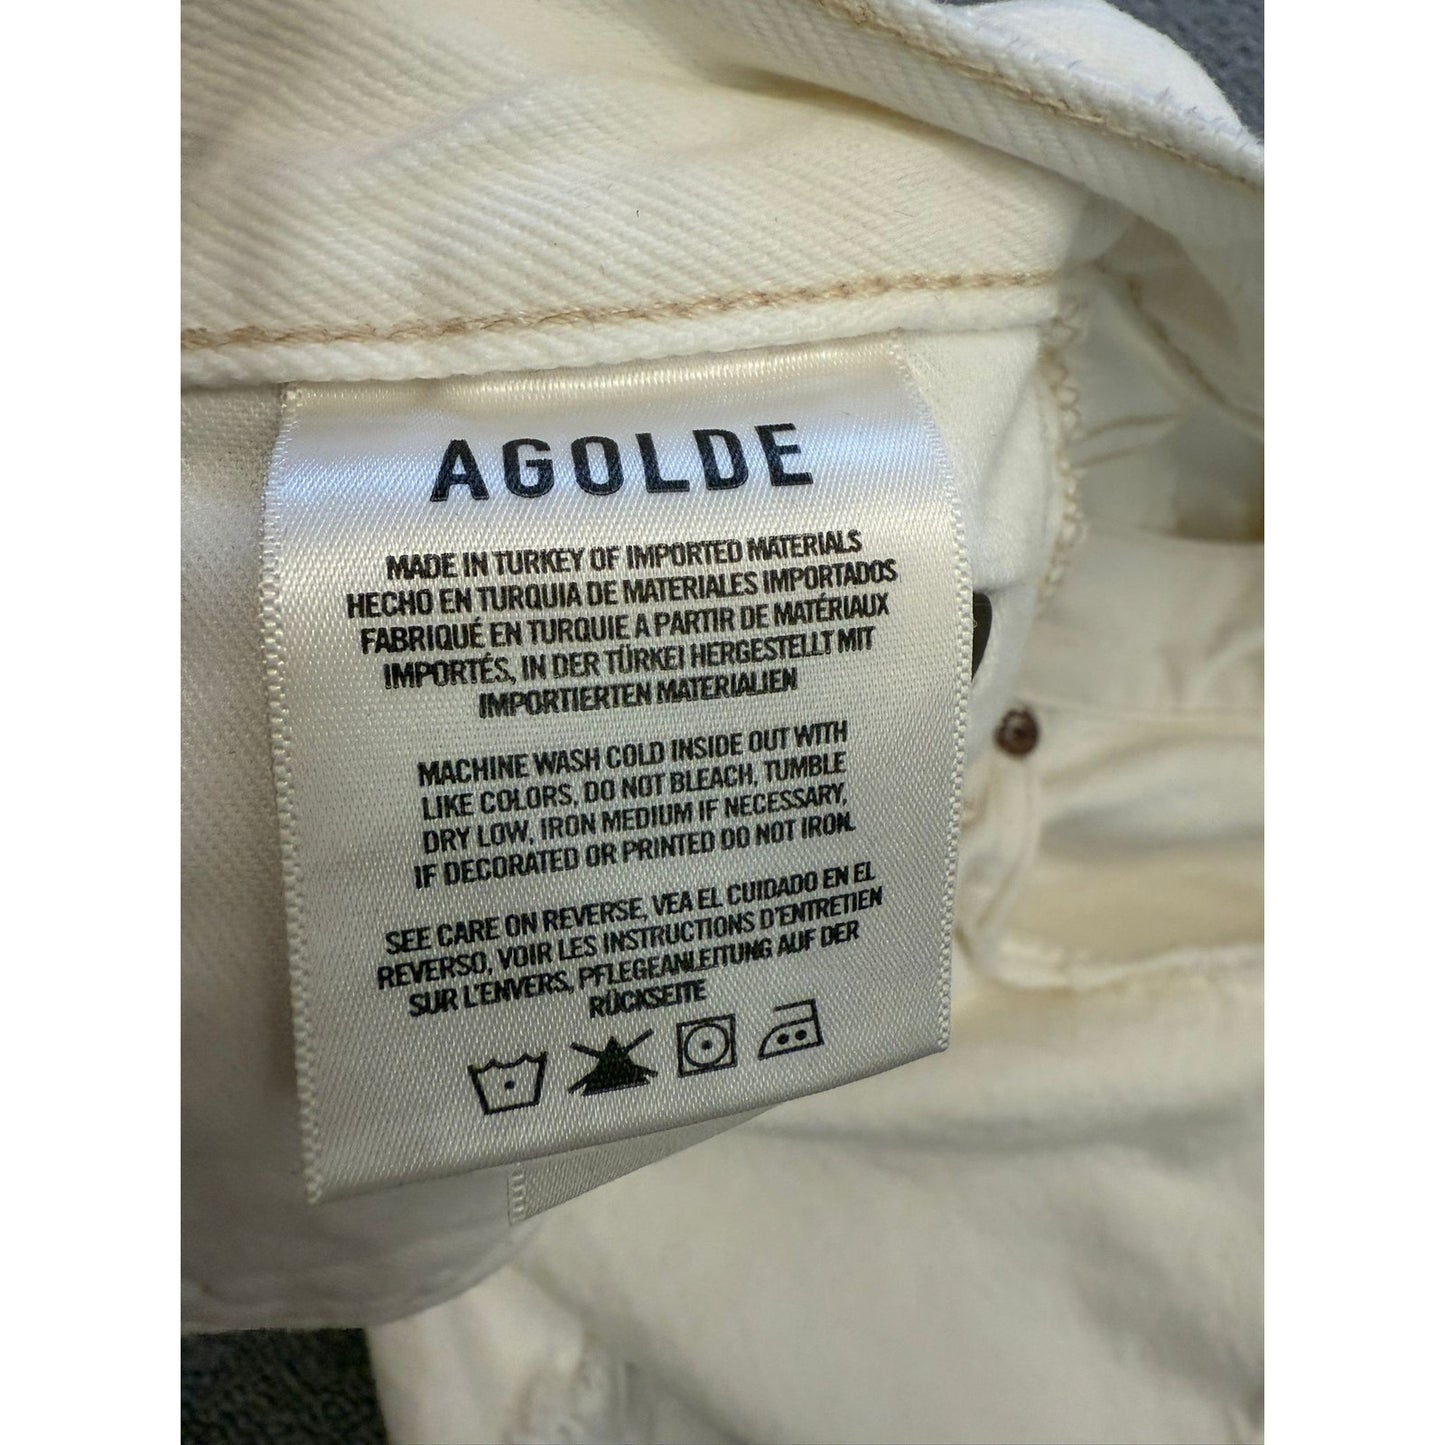 AGOLDE
MADE IN TURKEY OF IMPORTED MATERIALS
HECHO EN TURQUIA DE MATERIALES IMPORTADOS
FABRIQUÉ EN TURQUIE A PARTIR DE MATÉRIAUX
IMPORTÉS, IN DER TÜRKEI HERGESTELLT MIT
IMPORTIERTEN MATERIALIEN
MACHINE WASH COLD INSIDE OUT WITH
LIKE COLORS, DO NOT BLEACH, TUMBLE
DRY LOW, IRON MEDIUM IF NECESSARY,
IF DECORATED OR PRINTED DO NOT IRON.
SEE CARE ON REVERSE, VEA EL CUIDADO EN EL
REVERSO, VOIR LES INSTRUCTIONS D'ENTRETIEN
SUR L'ENVERS, PFLEGEANLEITUNG AUF DER
RÜCKSEITE